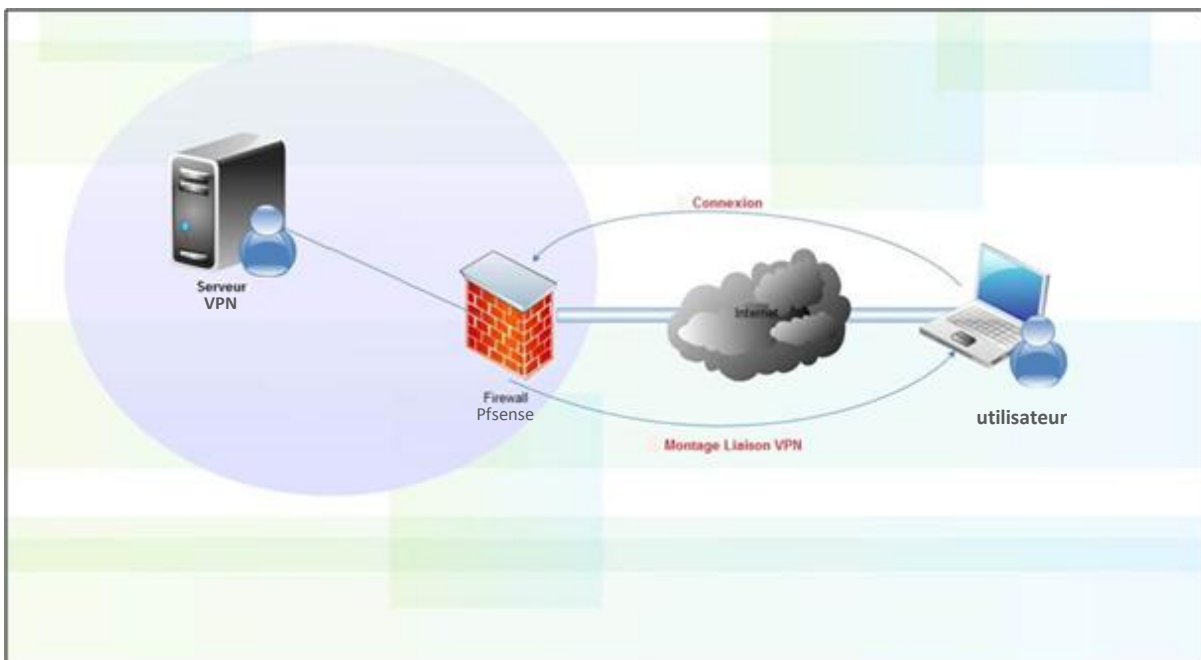 Connexion
Serveur
VPN
Internet
Firewall
Pfsense
utilisateur
Montage Liaison VPN